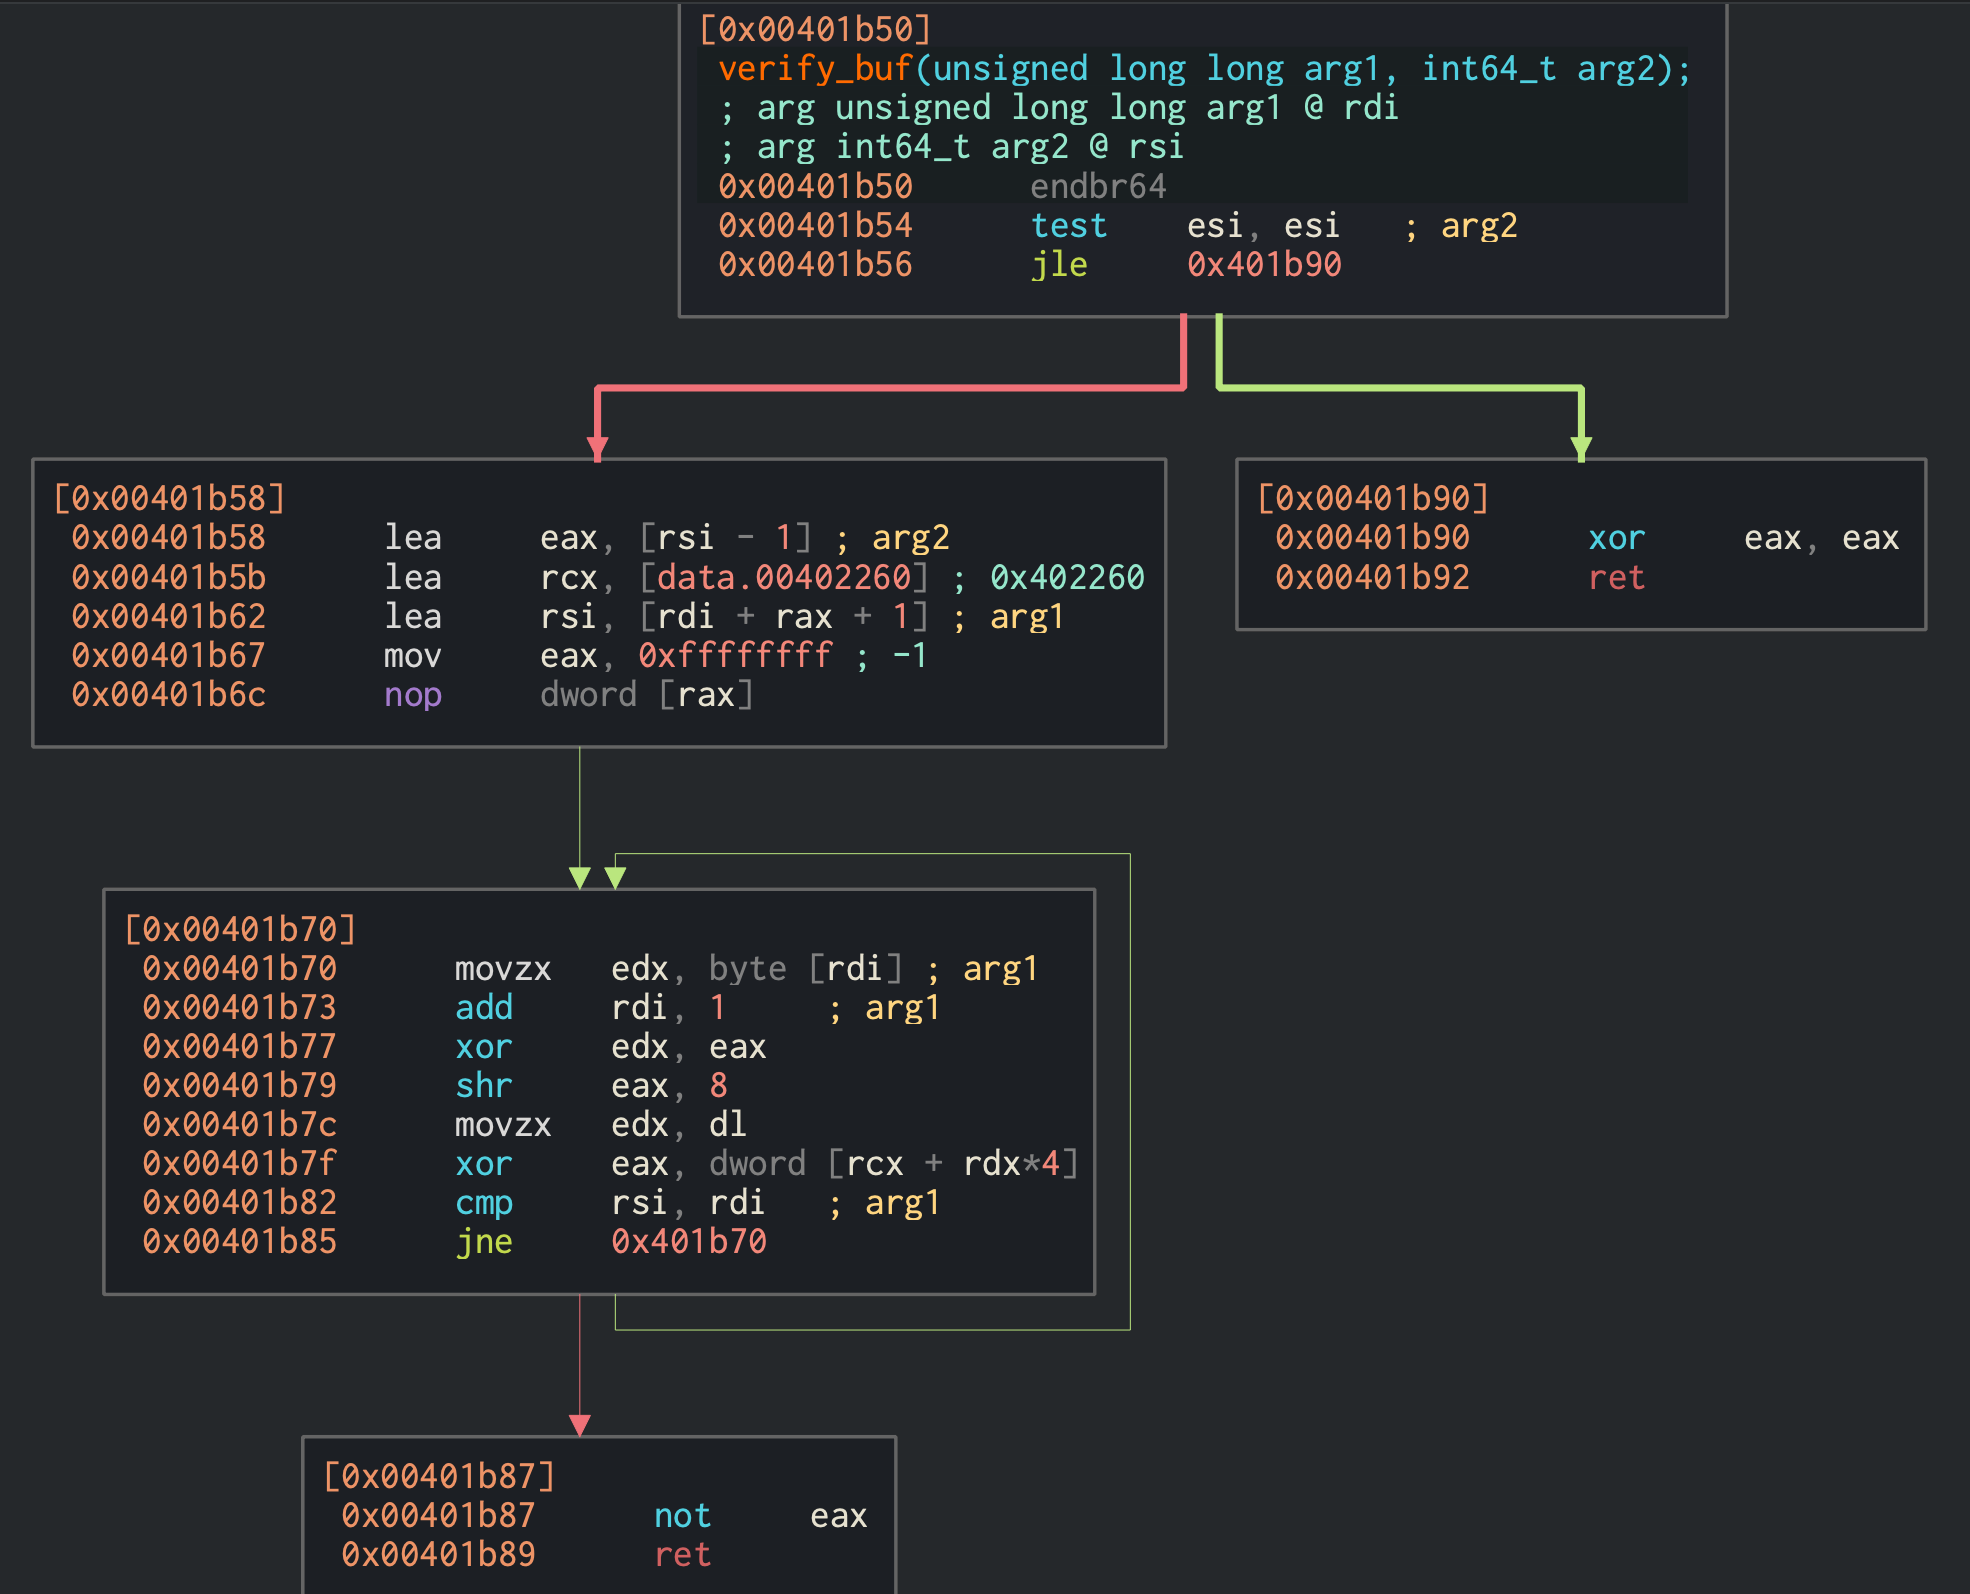 [0x00401b50]
verify_buf(unsigned long long arg1, int64_t arg2);
; arg unsigned long long arg1 @ rdi
; arg int64_t arg2 @ rsi
0x00401b50 endbr64
0x00401b54 test esi, esi ; arg2
0x00401b56 jle 0x401b90
[0x00401b58]
0x00401b58 lea eax, [rsi - 1] ; arg2
0x00401b5b lea rcx, [data.00402260] ; 0x402260
0x00401b62 lea rsi, [rdi + rax + 1] ; arg1
0x00401b67 mov eax, 0xffffffff ; -1
0x00401b6c nop dword [rax]
[0x00401b90]
0x00401b90 xor eax, eax
0x00401b92 ret
[0x00401b70]
0x00401b70 movzx edx, byte [rdi] ; arg1
0x00401b73 add rdi, 1 ; arg1
0x00401b77 xor edx, eax
0x00401b79 shr eax, 8
0x00401b7c movzx edx, dl
0x00401b7f xor eax, dword [rcx + rdx*4]
0x00401b82 cmp rsi, rdi ; arg1
0x00401b85 jne 0x401b70
[0x00401b87]
0x00401b87 not eax
0x00401b89 ret